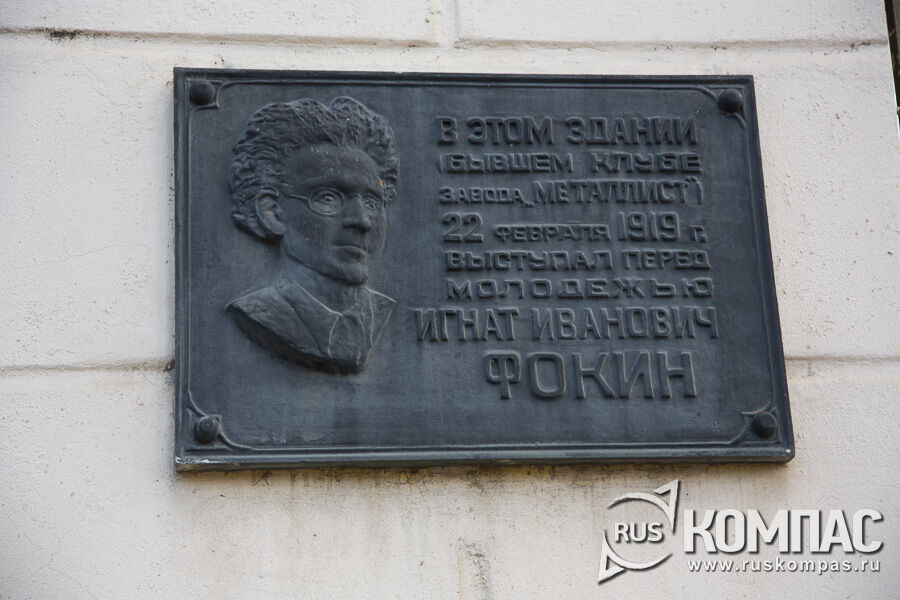 В ЭТОМ ЗДАНИИ
(БЫВШЕМ КЛУБЕ
ЗАВОДА „МЕТАЛЛИСТ")
22 ФЕВРАЛЯ 1919 г.
ВЫСТУПАЛ ПЕРЕД
МОЛОДЕЖЬЮ
ИГНАТ ИВАНОВИЧ
ФОКИН
RUS КОМПАС
www.ruskompas.ru